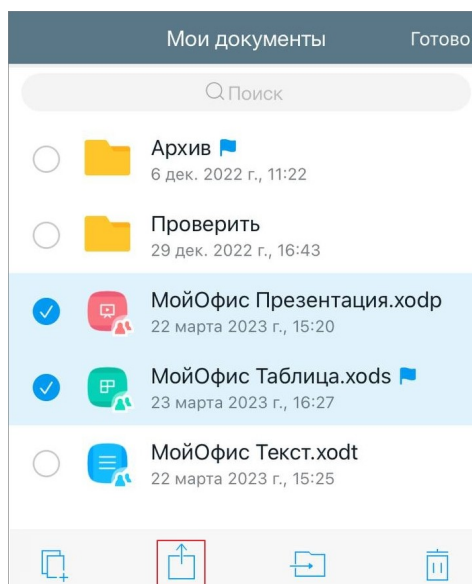 Мои документы
Готово
Поиск
Архив
6 дек. 2022 г., 11:22
Проверить
29 дек. 2022 г., 16:43
МойОфис Презентация.xodp
22 марта 2023 г., 15:20
МойОфис Таблица.xods
23 марта 2023 г., 16:27
МойОфис Текст.xodt
22 марта 2023 г., 15:25